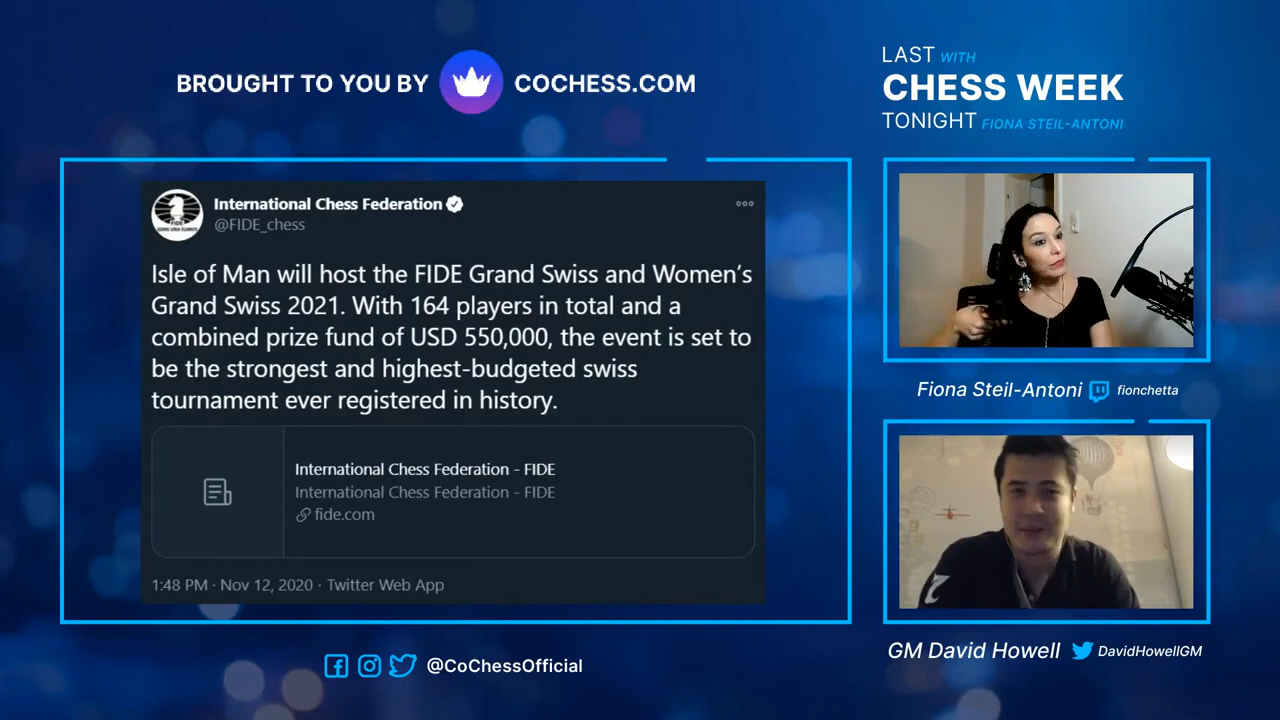 BROUGHT TO YOU BY COCHESS.COM
LAST WITH
CHESS WEEK
TONIGHT FIONA STEIL-ANTONI
International Chess Federation
@FIDE_chess
Isle of Man will host the FIDE Grand Swiss and Women's
Grand Swiss 2021. With 164 players in total and a
combined prize fund of USD 550,000, the event is set to
be the strongest and highest-budgeted swiss
tournament ever registered in history.
International Chess Federation - FIDE
International Chess Federation - FIDE
fide.com
1:48 PM · Nov 12, 2020 · Twitter Web App
Fiona Steil-Antoni fionchetta
GM David Howell DavidHowellGM
@CoChessOfficial